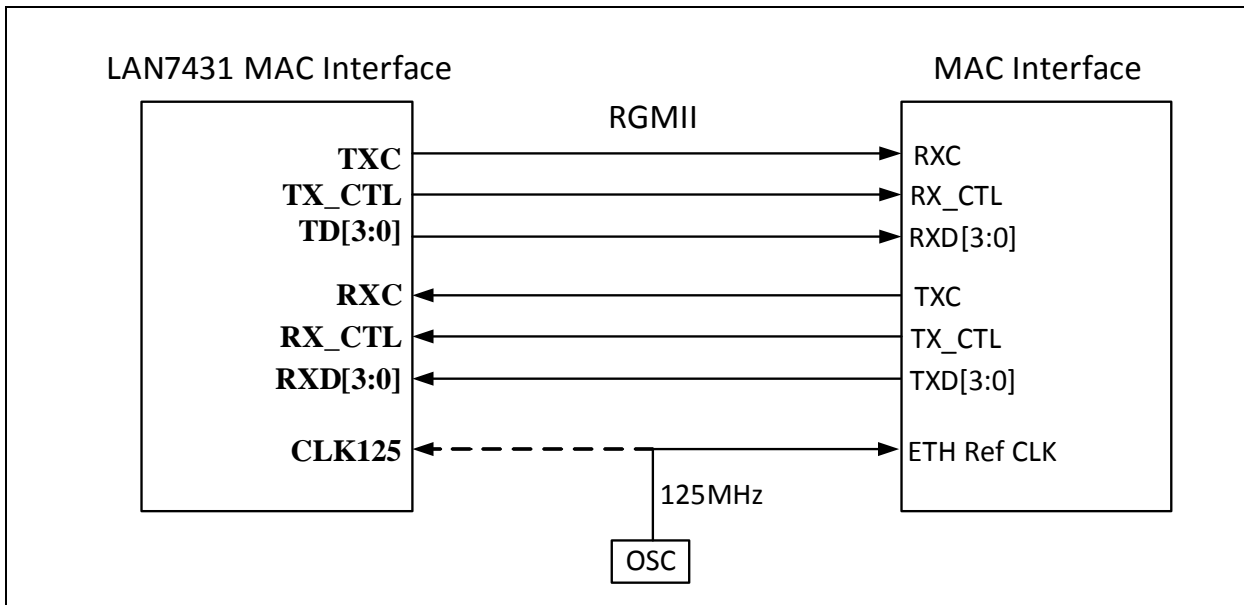 LAN7431 MAC Interface
MAC Interface
RGMII
TXC
RXC
TX_CTL
RX_CTL
TD[3:0]
RXD[3:0]
RXC
TXC
RX_CTL
TX_CTL
RXD[3:0]
TXD[3:0]
CLK125
ETH Ref CLK
125MHz
OSC